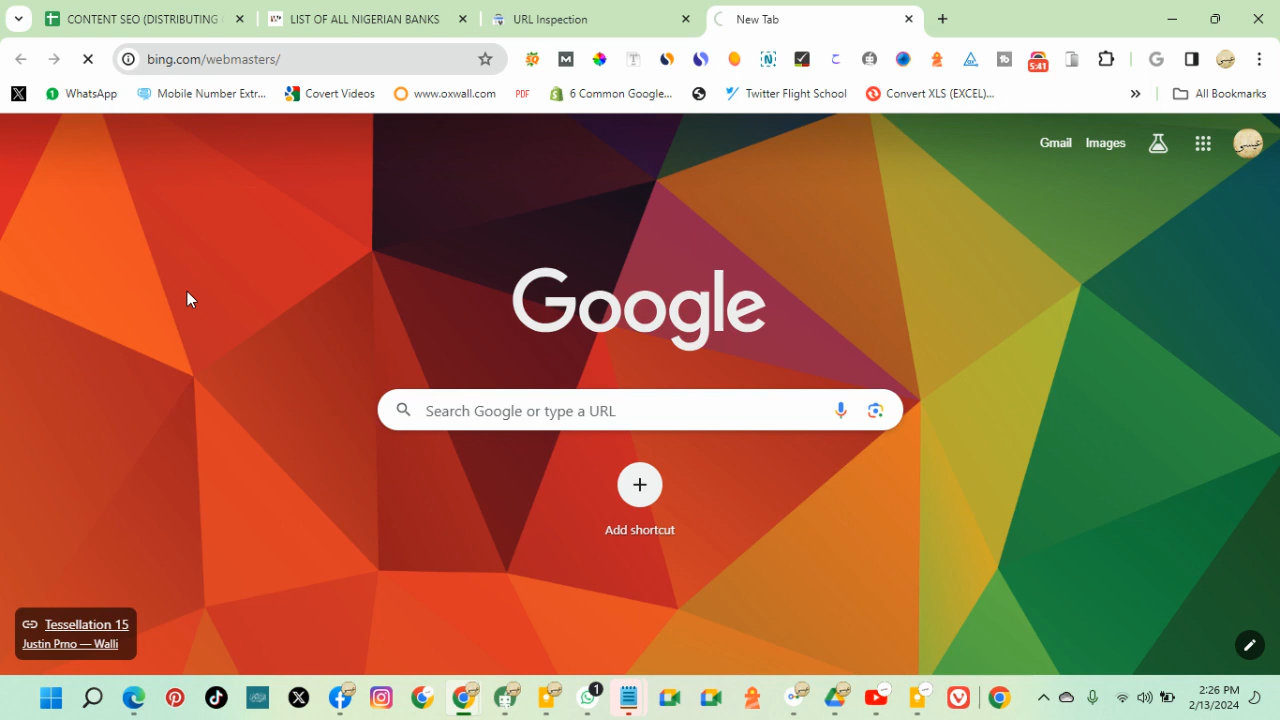 CONTENT SEO (DISTRIBUTING
LIST OF ALL NIGERIAN BANKS
URL Inspection
New Tab
bing.com/webmasters/
5:41
WhatsApp
Mobile Number Extr...
Covert Videos
www.oxwall.com
PDF
6 Common Google...
Twitter Flight School
Convert XLS (EXCEL)...
All Bookmarks
Gmail
Images
Google
Search Google or type a URL
Add shortcut
Tessellation 15
Justin Prno — Walli
1
2:26 PM
2/13/2024